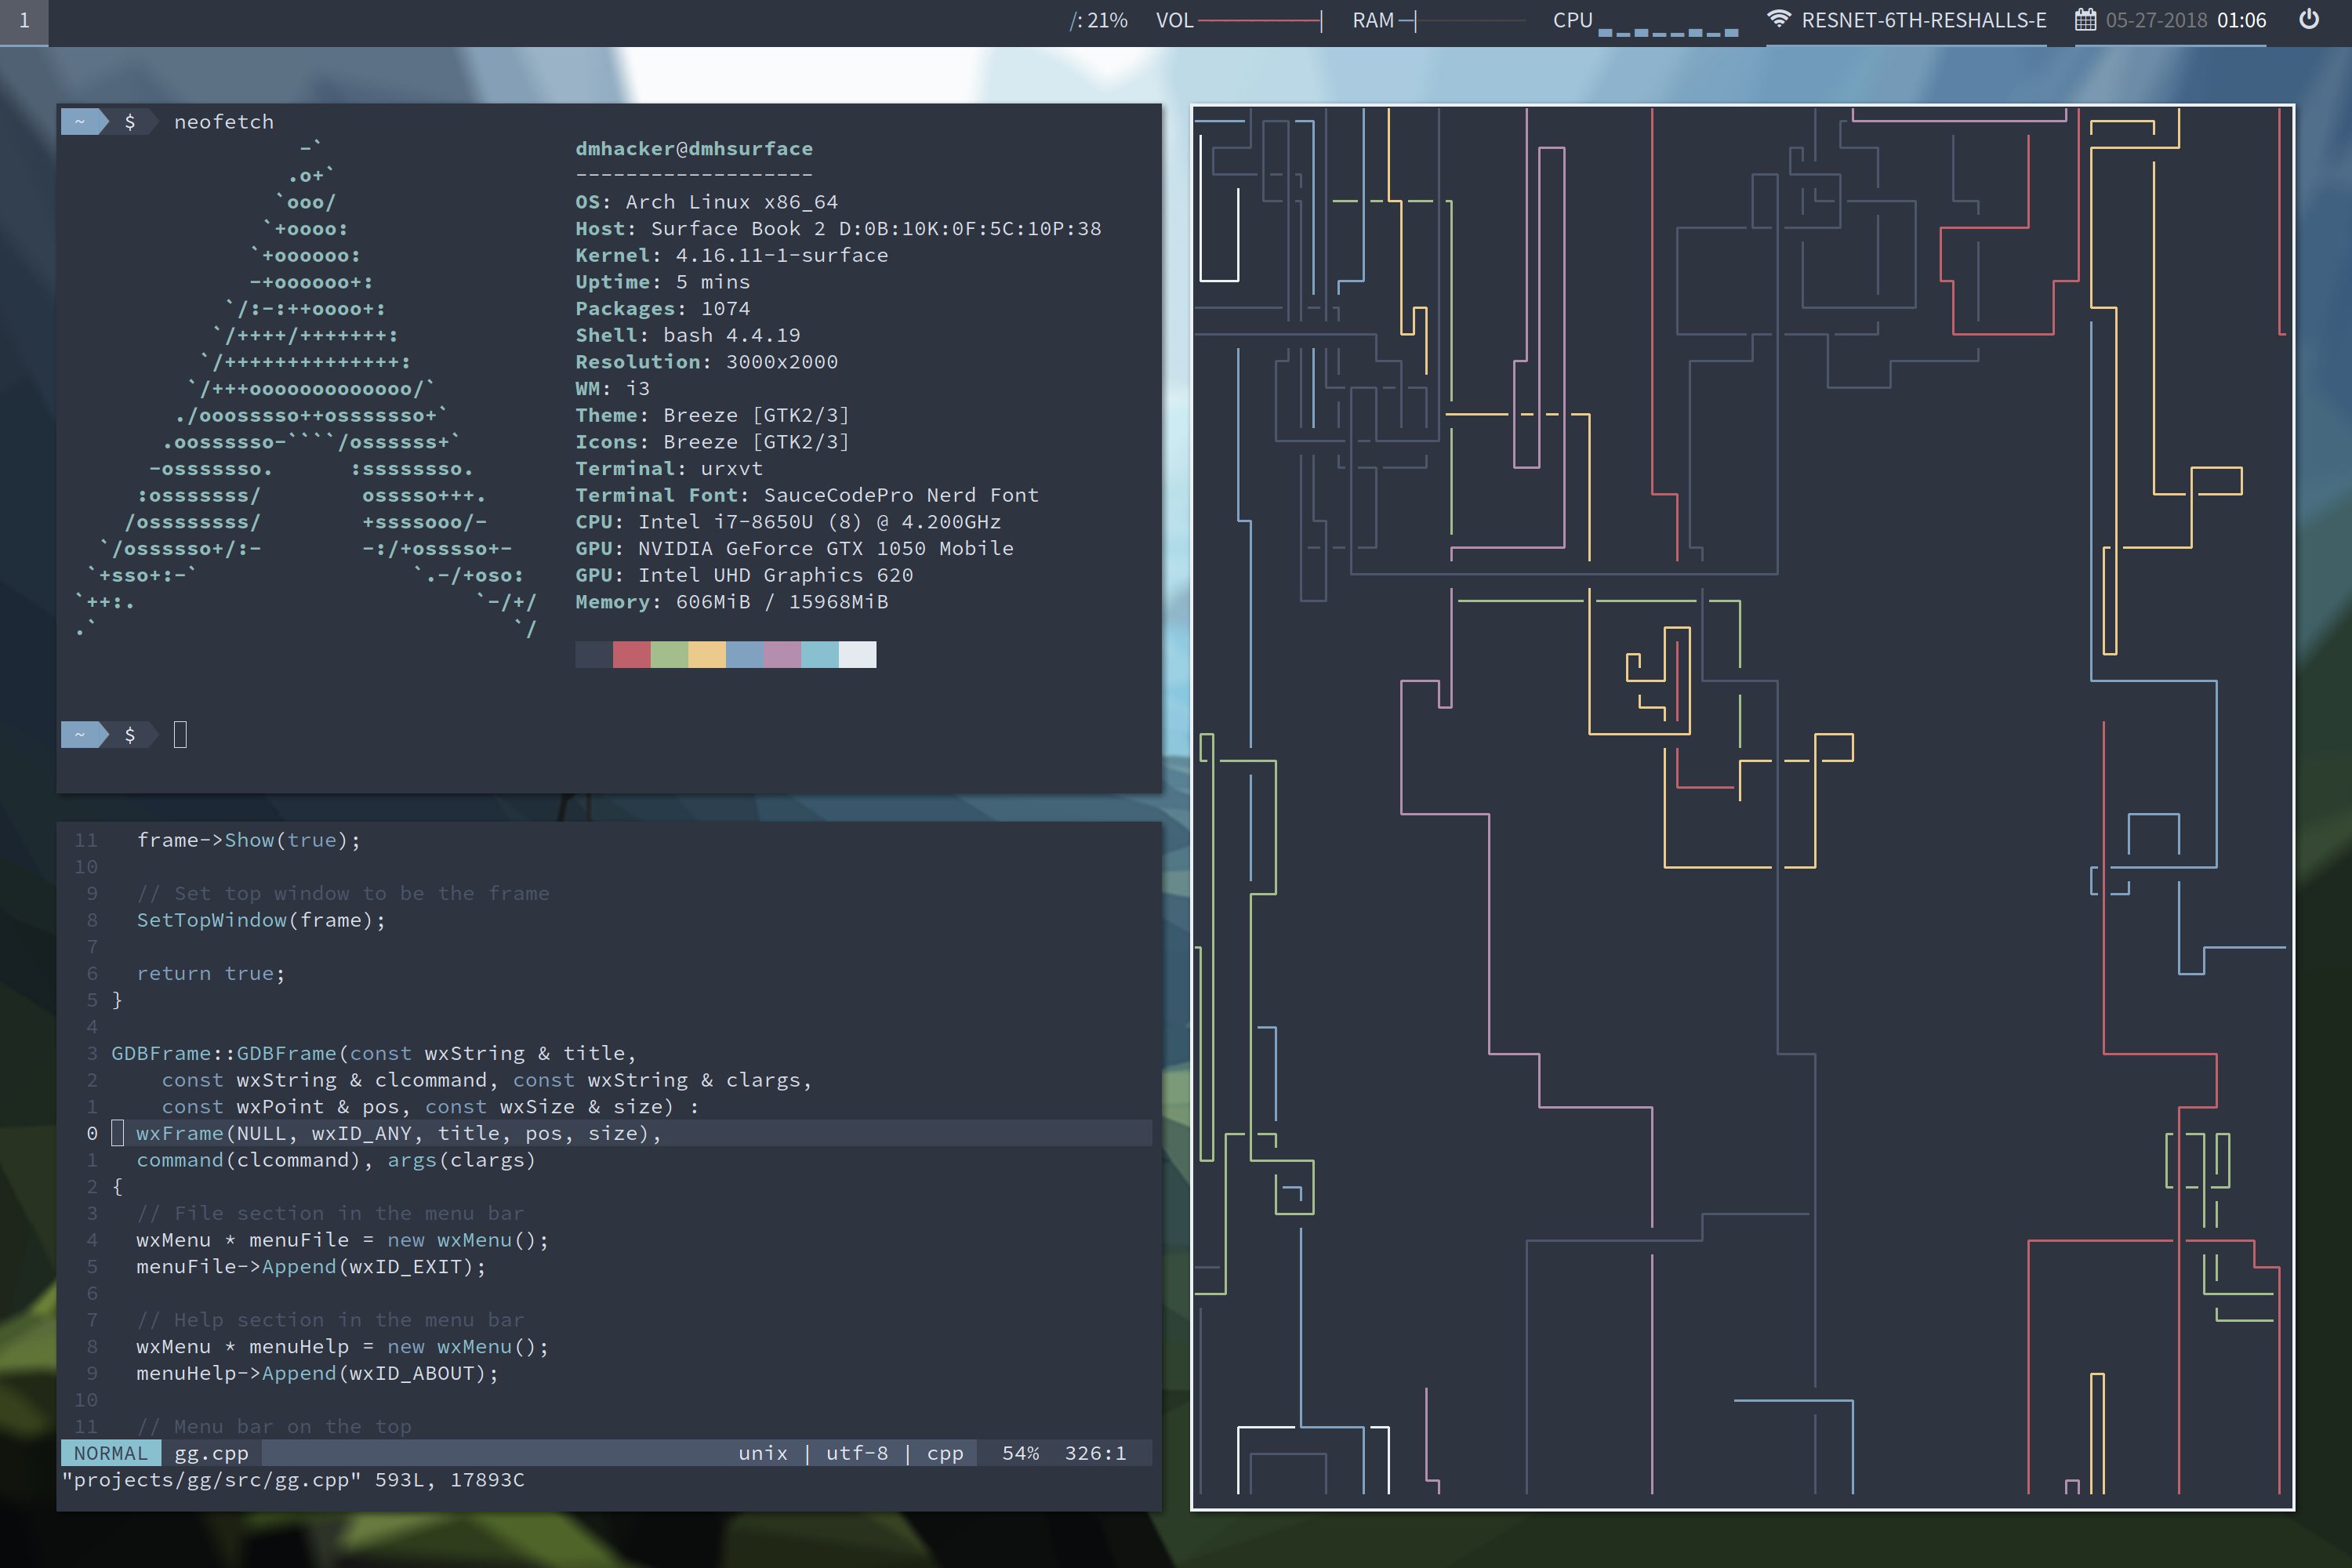 1
/: 21% VOL RAM CPU RESNET-6TH-RESHALLS-E 05-27-2018 01:06
~ $ neofetch
-`
.o+`
`ooo/
`+oooo:
`+oooooo:
-+oooooo+:
`/:-:++oooo+:
`/++++/+++++++:
`/++++++++++++++:
`/+++ooooooooooooo/`
./ooosssso++osssssso+`
.oossssso-````/ossssss+`
-osssssso. :ssssssso.
:osssssss/ osssso+++.
/ossssssss/ +ssssooo/-
`/ossssso+/:- -:/+osssso+-
`+sso+:-` `.-/+oso:
`++:. `-/+/
.` `/
dmhacker@dmhsurface
-------------------
OS: Arch Linux x86_64
Host: Surface Book 2 D:0B:10K:0F:5C:10P:38
Kernel: 4.16.11-1-surface
Uptime: 5 mins
Packages: 1074
Shell: bash 4.4.19
Resolution: 3000x2000
WM: i3
Theme: Breeze [GTK2/3]
Icons: Breeze [GTK2/3]
Terminal: urxvt
Terminal Font: SauceCodePro Nerd Font
CPU: Intel i7-8650U (8) @ 4.200GHz
GPU: NVIDIA GeForce GTX 1050 Mobile
GPU: Intel UHD Graphics 620
Memory: 606MiB / 15968MiB
~ $
11   frame->Show(true);
10
9   // Set top window to be the frame
8   SetTopWindow(frame);
7
6   return true;
5 }
4
3 GDBFrame::GDBFrame(const wxString & title,
2     const wxString & clcommand, const wxString & clargs,
1     const wxPoint & pos, const wxSize & size) :
0   wxFrame(NULL, wxID_ANY, title, pos, size),
1   command(clcommand), args(clargs)
2 {
3   // File section in the menu bar
4   wxMenu * menuFile = new wxMenu();
5   menuFile->Append(wxID_EXIT);
6
7   // Help section in the menu bar
8   wxMenu * menuHelp = new wxMenu();
9   menuHelp->Append(wxID_ABOUT);
10
11   // Menu bar on the top
NORMAL gg.cpp unix | utf-8 | cpp 54% 326:1
"projects/gg/src/gg.cpp" 593L, 17893C